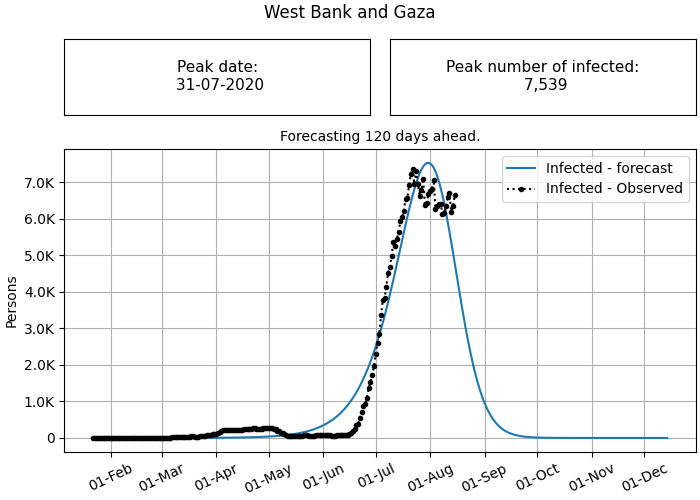 West Bank and Gaza
Peak date:
31-07-2020
Peak number of infected:
7,539
Forecasting 120 days ahead.
Infected - forecast
Infected - Observed
Persons
7.0K
6.0K
5.0K
4.0K
3.0K
2.0K
1.0K
0
01-Feb
01-Mar
01-Apr
01-May
01-Jun
01-Jul
01-Aug
01-Sep
01-Oct
01-Nov
01-Dec